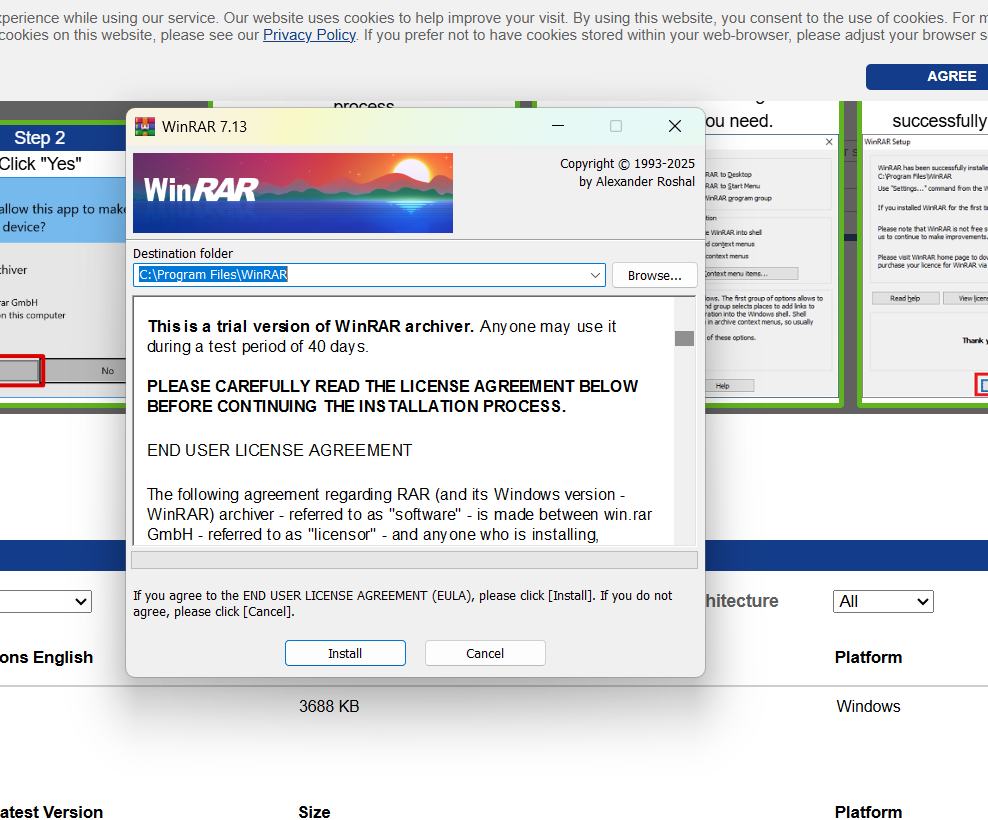 xperience while using our service. Our website uses cookies to help improve your visit. By using this website, you consent to the use of cookies. For m
cookies on this website, please see our Privacy Policy. If you prefer not to have cookies stored within your web-browser, please adjust your browser s
AGREE
process
Step 2
Click "Yes"
allow this app to make
device?
hiver
rar GmbH
on this computer
No
WinRAR 7.13
WinRAR
Copyright © 1993-2025
by Alexander Roshal
Destination folder
C:\Program Files\WinRAR
Browse...
This is a trial version of WinRAR archiver. Anyone may use it
during a test period of 40 days.
PLEASE CAREFULLY READ THE LICENSE AGREEMENT BELOW
BEFORE CONTINUING THE INSTALLATION PROCESS.
END USER LICENSE AGREEMENT
The following agreement regarding RAR (and its Windows version -
WinRAR) archiver - referred to as "software" - is made between win.rar
GmbH - referred to as "licensor" - and anyone who is installing,
If you agree to the END USER LICENSE AGREEMENT (EULA), please click [Install]. If you do not
agree, please click [Cancel].
Install
Cancel
ou need.
RAR to Desktop
RAR to Start Menu
WinRAR program group
tion
e WinRAR into shell
d context menus
context menus
ontext menu items...
ows. The first group of options allows to
nd group selects places to add links to
ration into the Windows shell. Shell
in archive context menus, so usually
of these options.
Help
successfully
WinRAR Setup
WinRAR has been successfully installe
C:\Program Files\WinRAR
Use "Settings..." command from the W
If you installed WinRAR for the first te
Please note that WinRAR is not free s
us to continue to make improvements.
Please visit WinRAR home page to dow
purchase your licence for WinRAR via
Read help
View licens
Thank y
hitecture
All
ons English
Platform
3688 KB
Windows
atest Version
Size
Platform